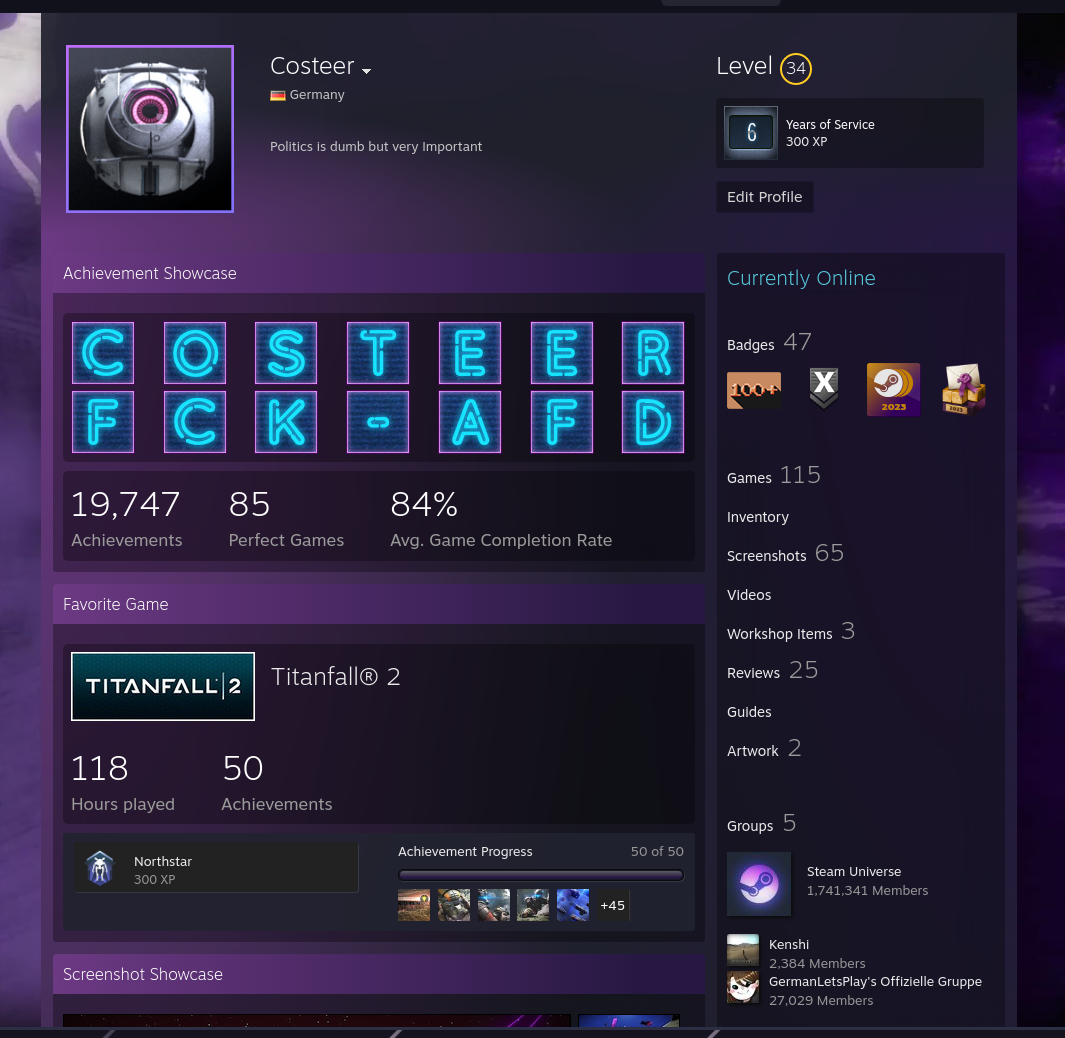 Costeer
Germany
Politics is dumb but very Important
Level 34
6
Years of Service
300 XP
Edit Profile
Achievement Showcase
C O S T E E R
F C K - A F D
19,747
Achievements
85
Perfect Games
84%
Avg. Game Completion Rate
Favorite Game
TITANFALL 2
Titanfall® 2
118
Hours played
50
Achievements
Northstar
300 XP
Achievement Progress
50 of 50
+45
Screenshot Showcase
Currently Online
Badges 47
100+
X
2023
2023
Games 115
Inventory
Screenshots 65
Videos
Workshop Items 3
Reviews 25
Guides
Artwork 2
Groups 5
Steam Universe
1,741,341 Members
Kenshi
2,384 Members
GermanLetsPlay's Offizielle Gruppe
27,029 Members